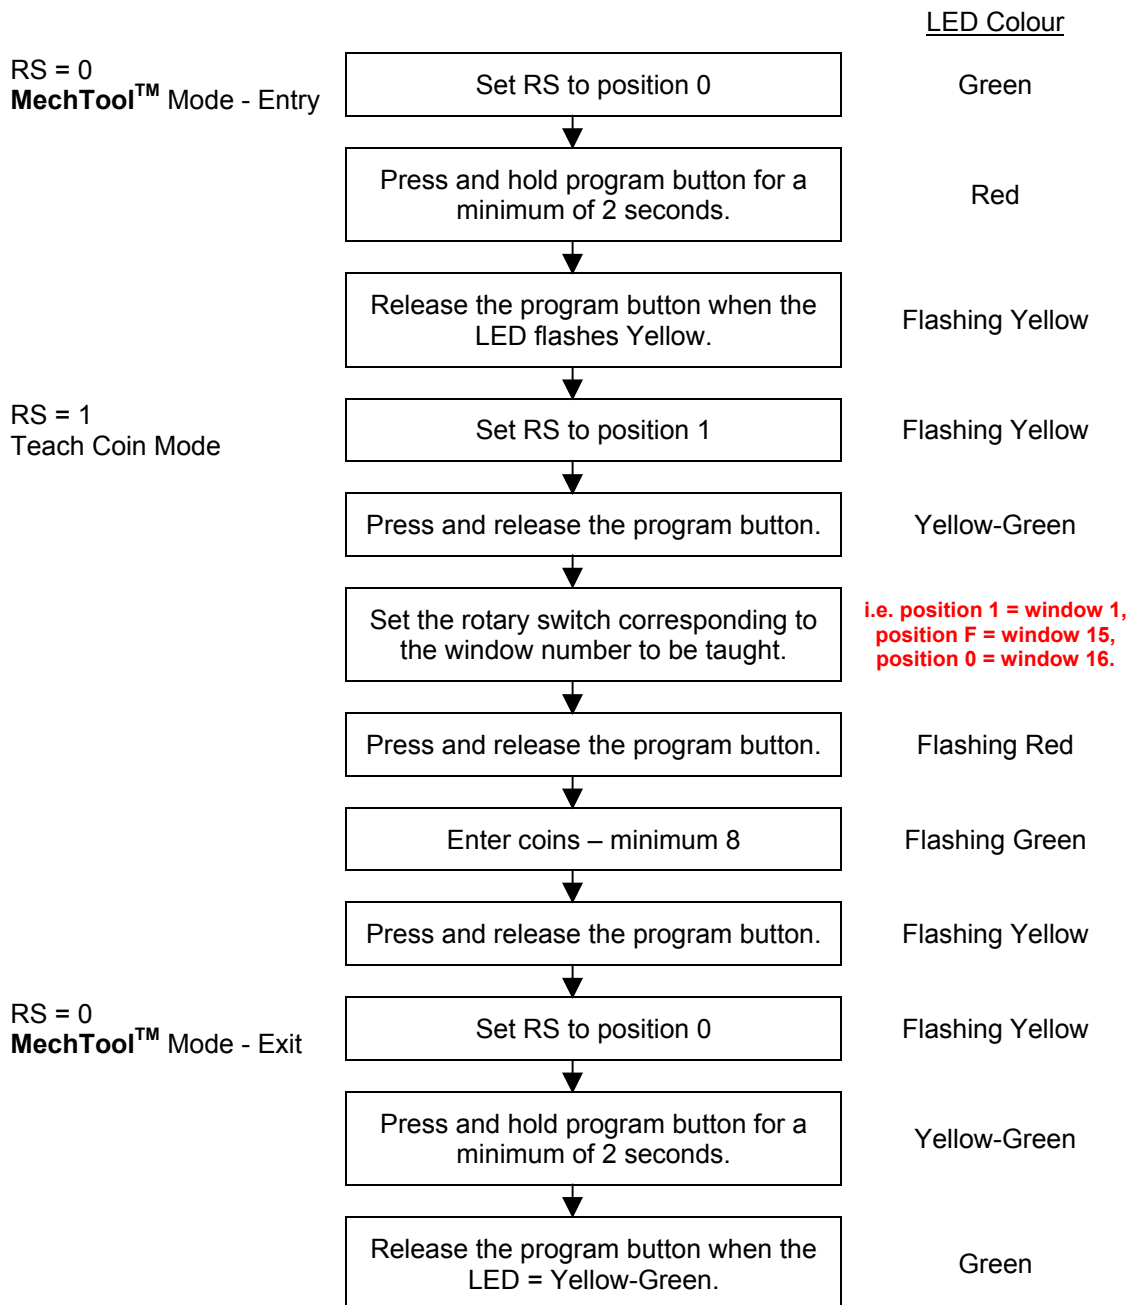 LED Colour
RS = 0
MechTool™ Mode - Entry
Set RS to position 0
Green
Press and hold program button for a
minimum of 2 seconds.
Red
Release the program button when the
LED flashes Yellow.
Flashing Yellow
RS = 1
Teach Coin Mode
Set RS to position 1
Flashing Yellow
Press and release the program button.
Yellow-Green
Set the rotary switch corresponding to
the window number to be taught.
i.e. position 1 = window 1,
position F = window 15,
position 0 = window 16.
Press and release the program button.
Flashing Red
Enter coins – minimum 8
Flashing Green
Press and release the program button.
Flashing Yellow
RS = 0
MechTool™ Mode - Exit
Set RS to position 0
Flashing Yellow
Press and hold program button for a
minimum of 2 seconds.
Yellow-Green
Release the program button when the
LED = Yellow-Green.
Green